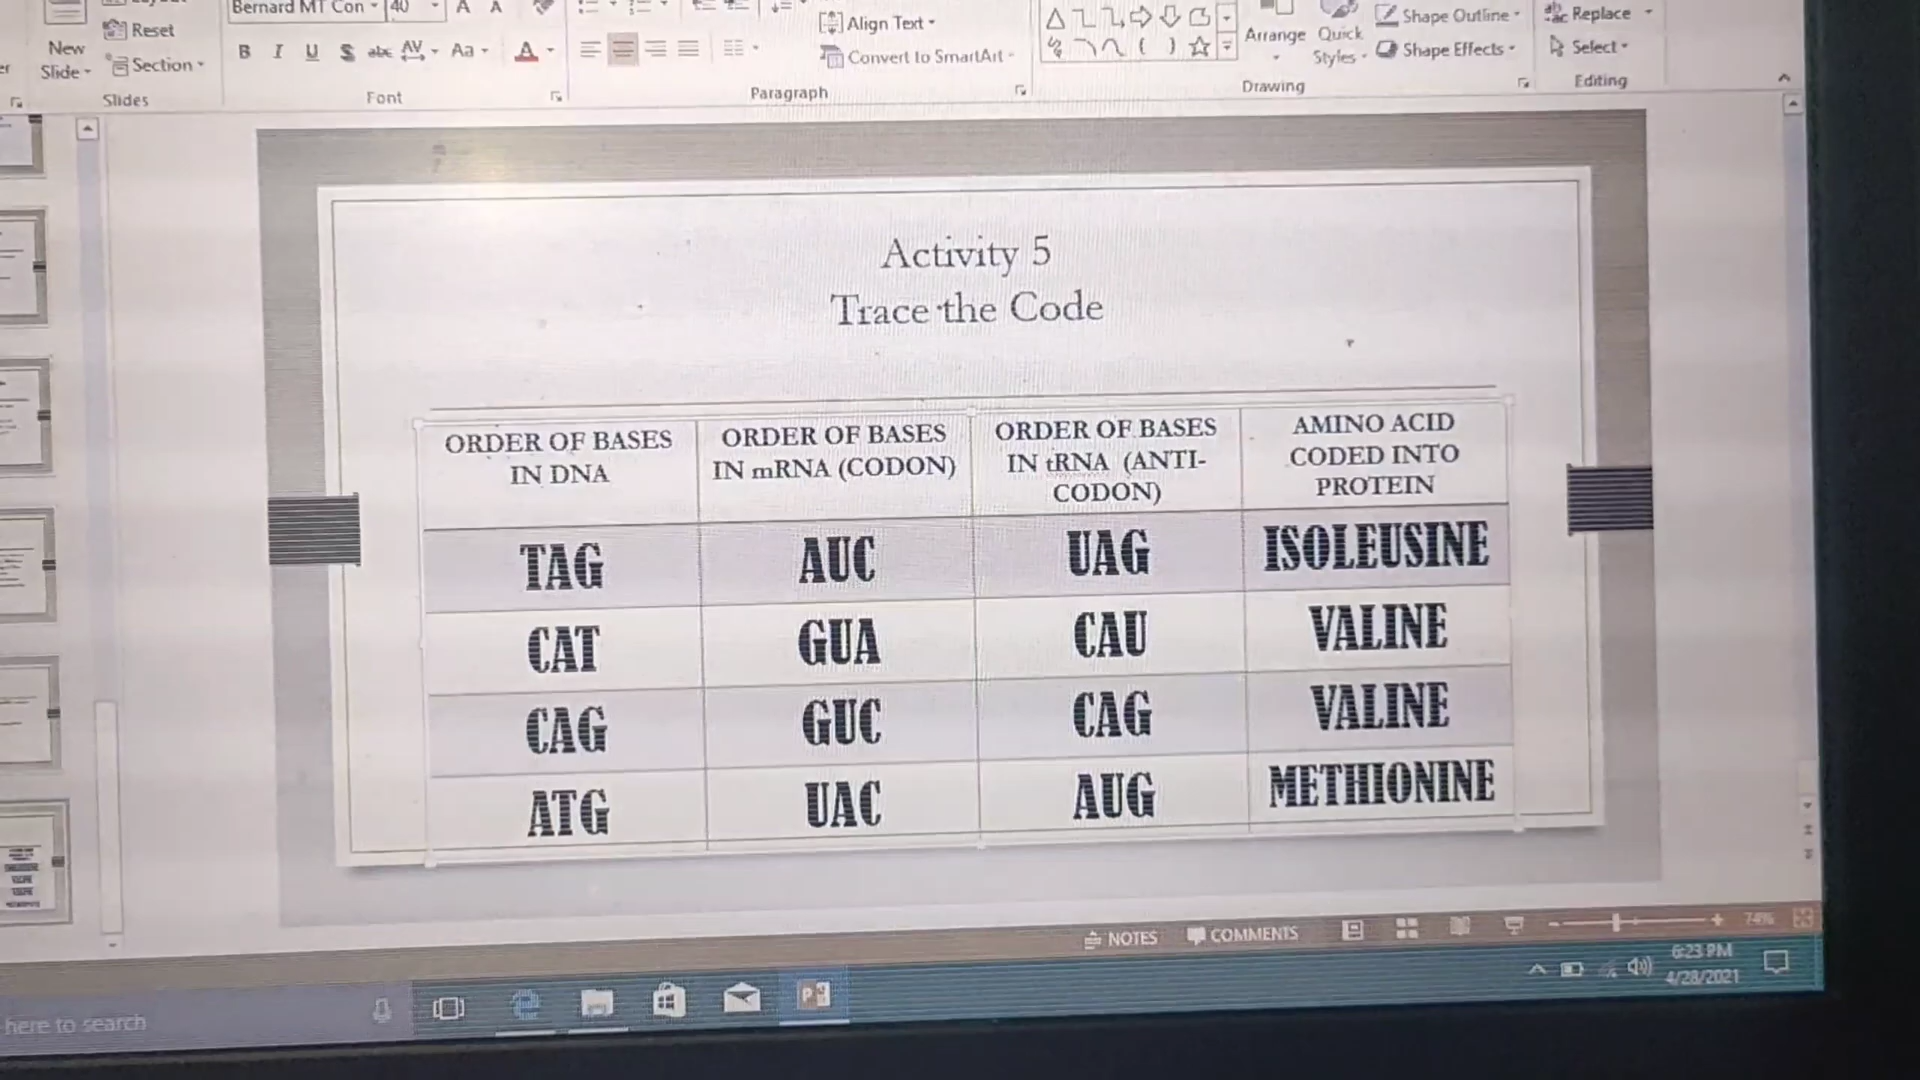 Bernard MT Con
40
A A
Reset
New
Slide
Section
Slides
B I U S abc AV Aa A
Font
Align Text
Convert to SmartArt
Paragraph
Arrange
Quick
Styles
Shape Outline
Shape Effects
Drawing
Replace
Select
Editing
Activity 5
Trace the Code
ORDER OF BASES
IN DNA
ORDER OF BASES
IN mRNA (CODON)
ORDER OF BASES
IN tRNA (ANTI-
CODON)
AMINO ACID
CODED INTO
PROTEIN
TAG AUC UAG ISOLEUSINE
CAT GUA CAU VALINE
CAG GUC CAG VALINE
ATG UAC AUG METHIONINE
NOTES COMMENTS 74%
here to search
6:23 PM
4/28/2021